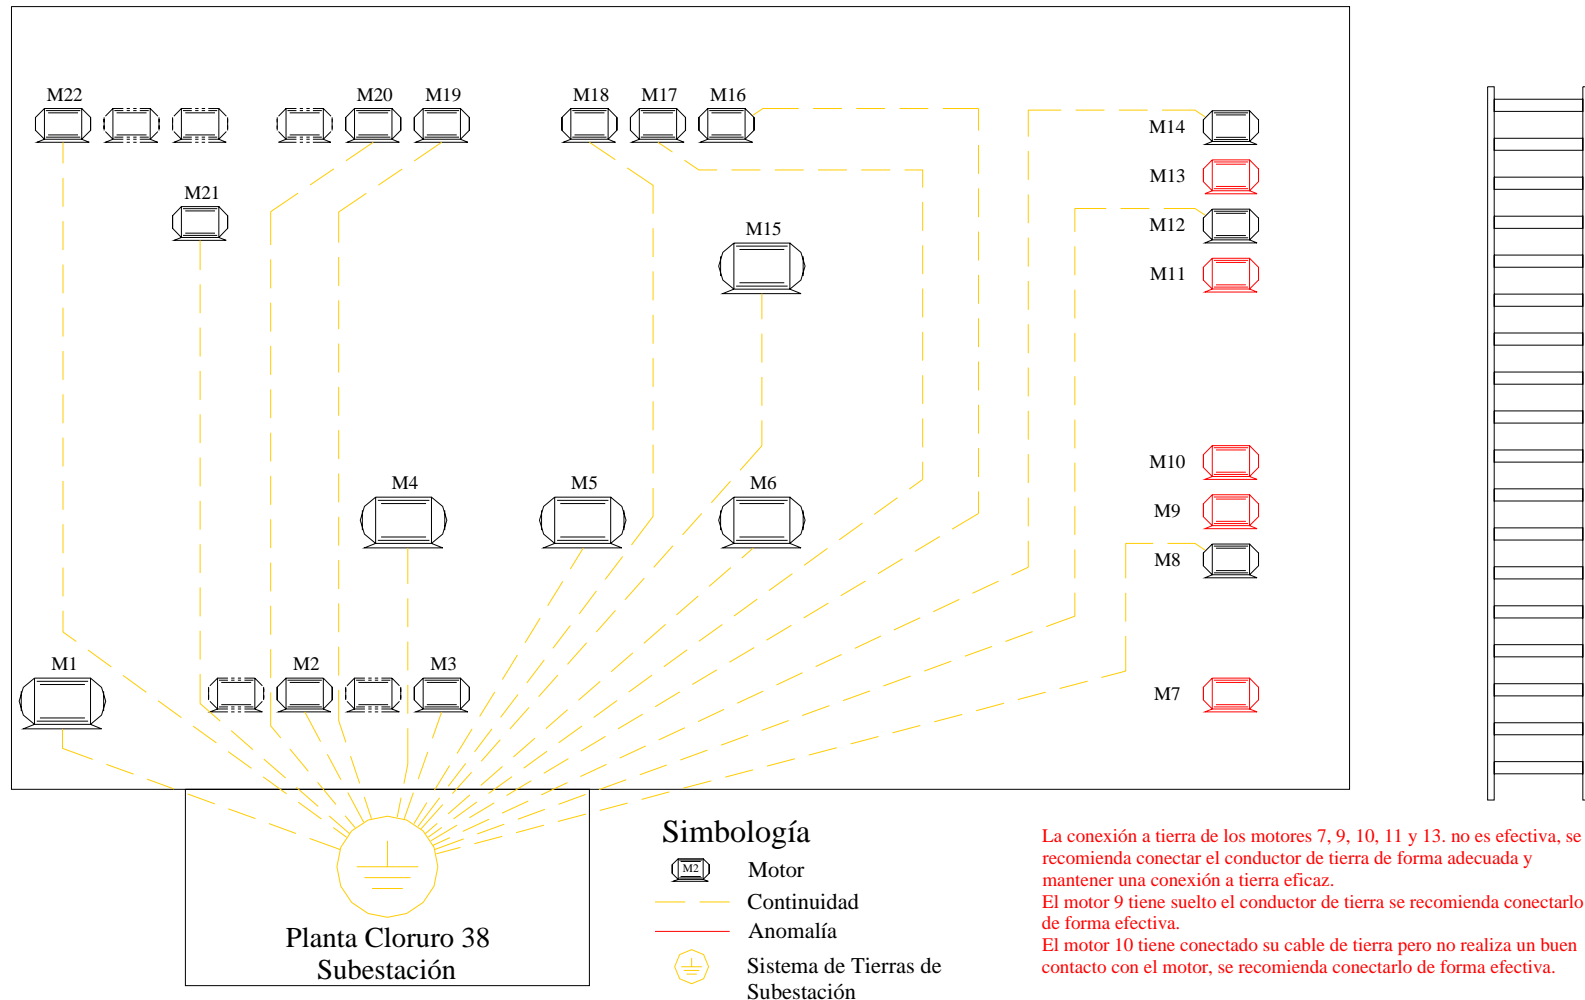 M22
M20
M19
M18
M17
M16
M14
M13
M21
M12
M15
M11
M10
M4
M5
M6
M9
M8
M1
M2
M3
M7
Simbología
M2
Motor
Continuidad
Anomalía
Sistema de Tierras de
Subestación
Planta Cloruro 38
Subestación
La conexión a tierra de los motores 7, 9, 10, 11 y 13. no es efectiva, se
recomienda conectar el conductor de tierra de forma adecuada y
mantener una conexión a tierra eficaz.
El motor 9 tiene suelto el conductor de tierra se recomienda conectarlo
de forma efectiva.
El motor 10 tiene conectado su cable de tierra pero no realiza un buen
contacto con el motor, se recomienda conectarlo de forma efectiva.